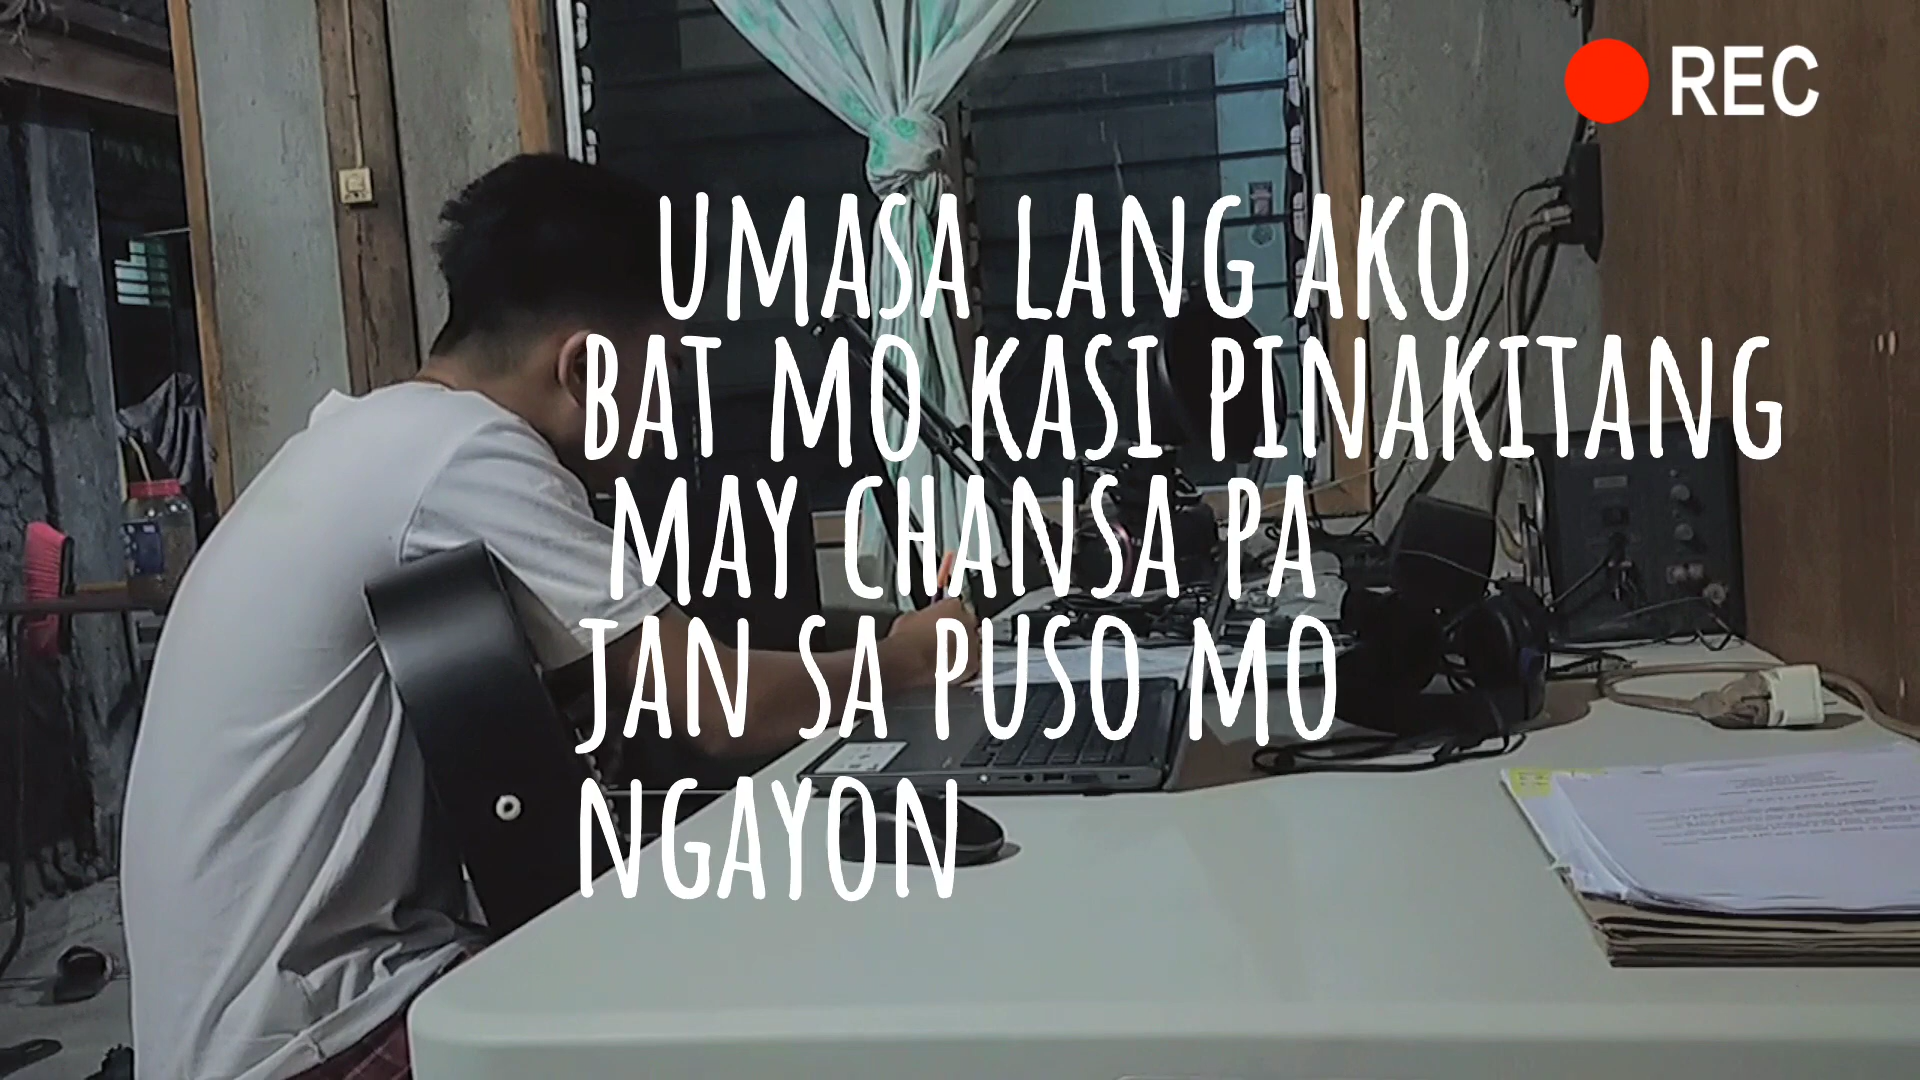 REC
UMASA LANG AKO
BAT MO KASI PINAKITANG
MAY CHANSA PA
JAN SA PUSO MO
NGAYON